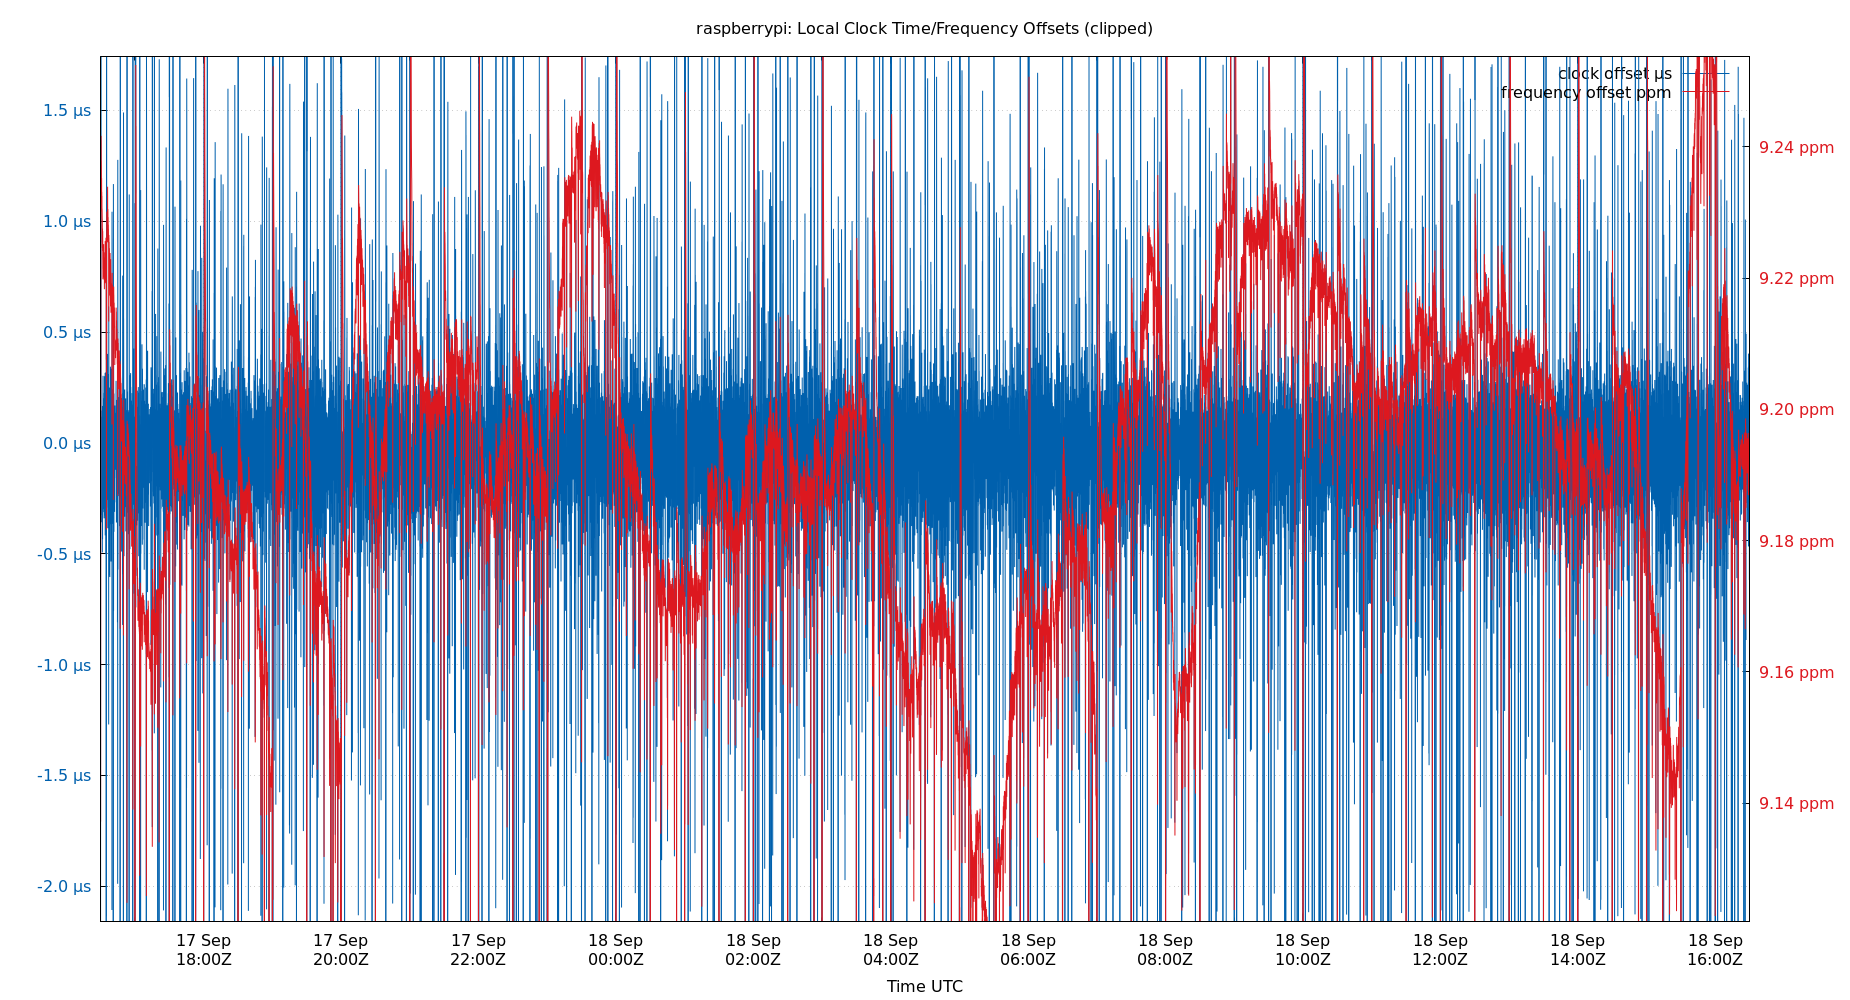 raspberrypi: Local Clock Time/Frequency Offsets (clipped)
clock offset µs
frequency offset ppm
1.5 µs
1.0 µs
0.5 µs
0.0 µs
-0.5 µs
-1.0 µs
-1.5 µs
-2.0 µs
9.24 ppm
9.22 ppm
9.20 ppm
9.18 ppm
9.16 ppm
9.14 ppm
17 Sep 17 Sep 17 Sep 18 Sep 18 Sep 18 Sep 18 Sep 18 Sep 18 Sep 18 Sep 18 Sep 18 Sep
18:00Z 20:00Z 22:00Z 00:00Z 02:00Z 04:00Z 06:00Z 08:00Z 10:00Z 12:00Z 14:00Z 16:00Z
Time UTC